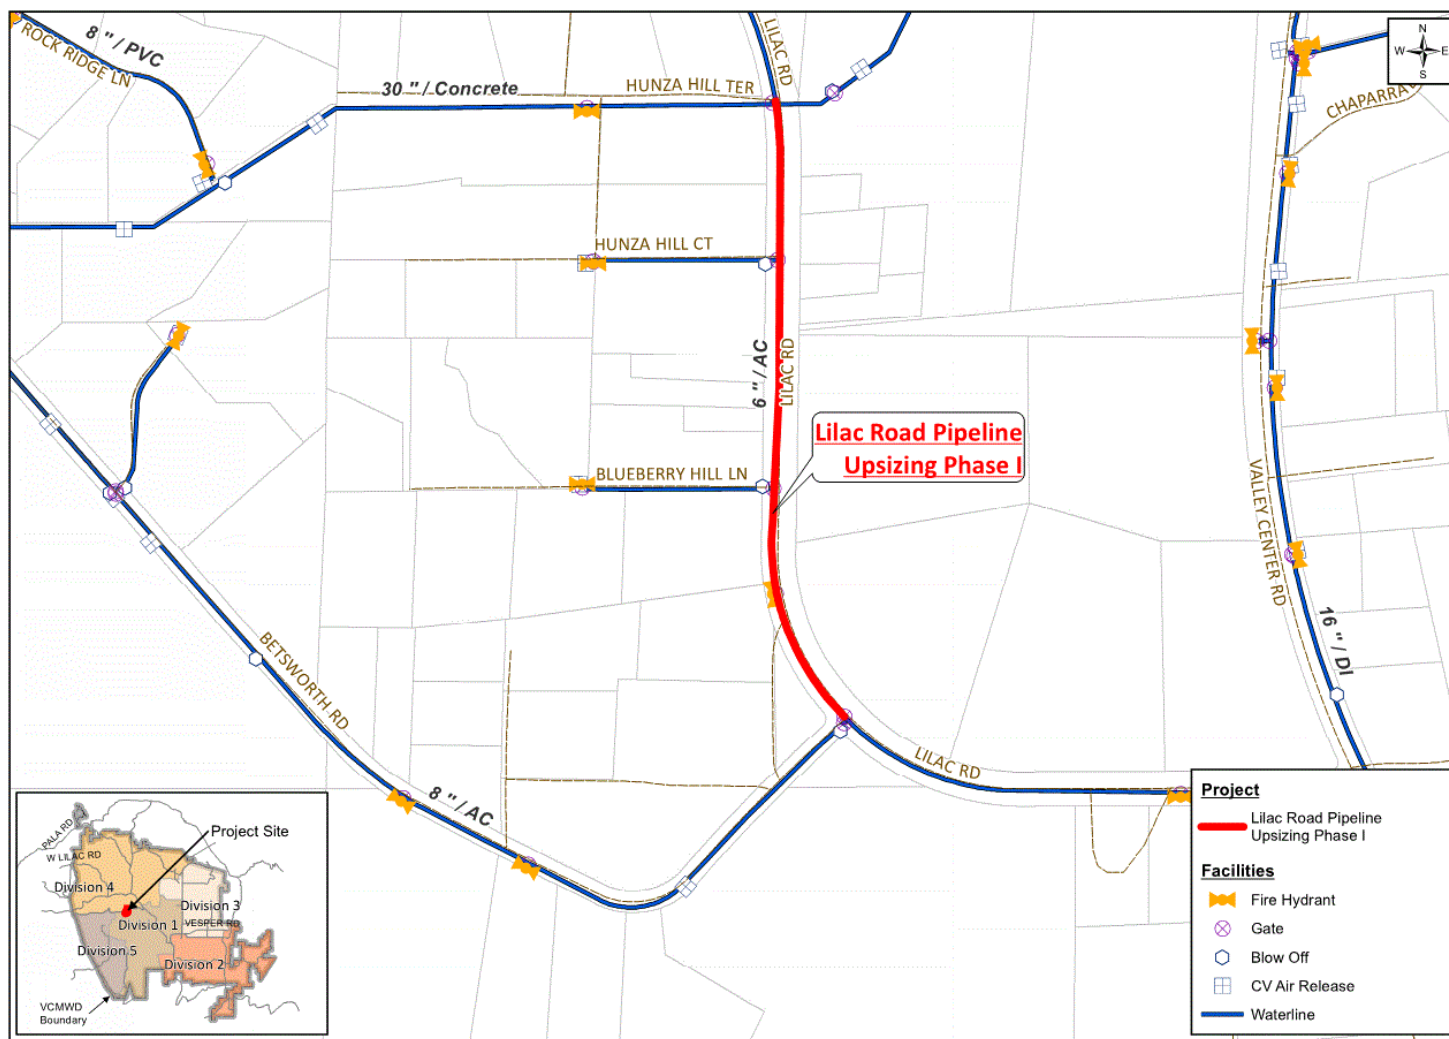 ROCK RIDGE LN
8 " / PVC
30 " / Concrete
HUNZA HILL TER
LILAC RD
N
W
E
S
HUNZA HILL CT
6 " / AC
LILAC RD
Lilac Road Pipeline
Upsizing Phase I
BLUEBERRY HILL LN
VALLEY CENTER RD
16 " / DI
BETSWORTH RD
8 " / AC
LILAC RD
PALA RD
W LILAC RD
Project Site
Division 4
Division 3
Division 1
VESPER RD
Division 5
Division 2
VCMWD
Boundary
Project
Lilac Road Pipeline
Upsizing Phase I
Facilities
Fire Hydrant
Gate
Blow Off
CV Air Release
Waterline